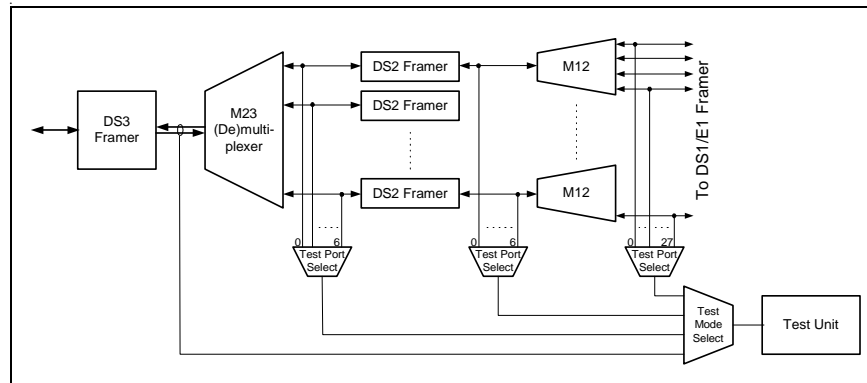 DS3
Framer
M23
(De)multi-
plexer
DS2 Framer
DS2 Framer
DS2 Framer
M12
M12
To DS1/E1 Framer
0
6
Test Port
Select
0
6
Test Port
Select
0
27
Test Port
Select
Test
Mode
Select
Test Unit